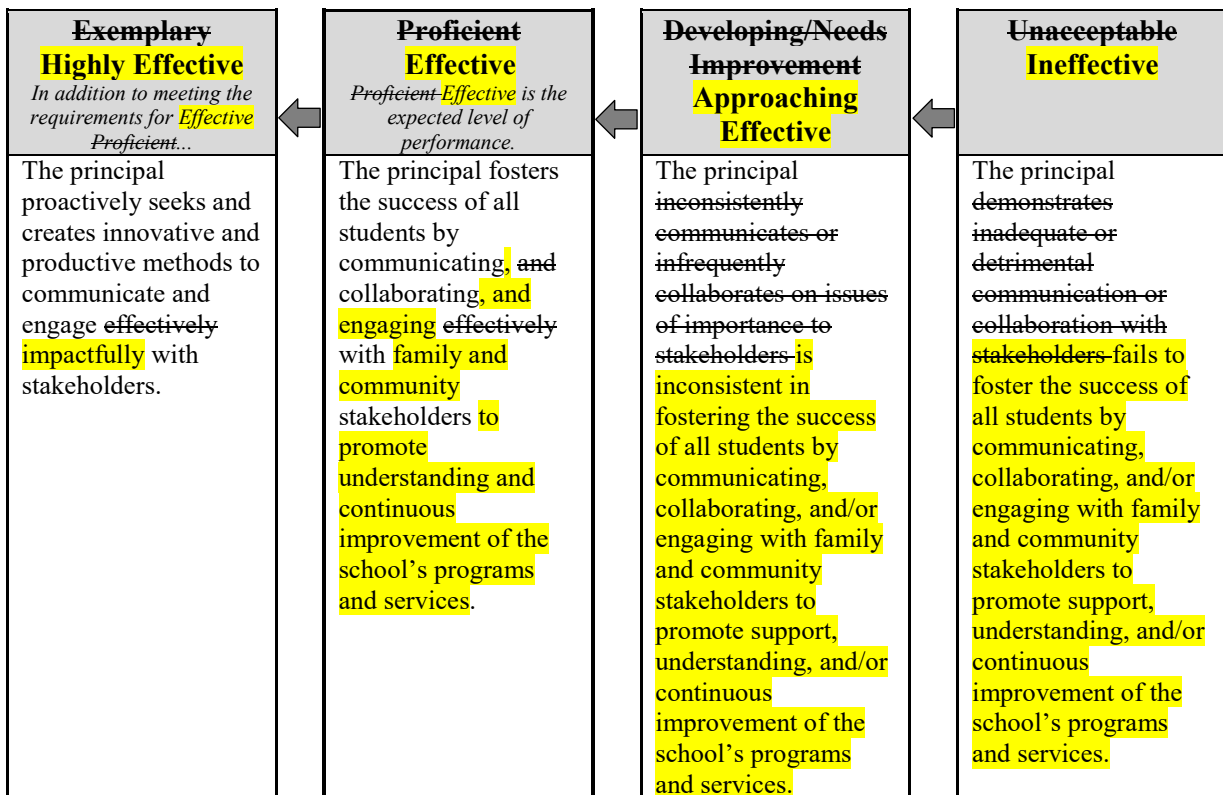 Exemplary
Highly Effective
In addition to meeting the
requirements for Effective
Proficient...
Proficient
Effective
Proficient Effective is the
expected level of
performance.
Developing/Needs
Improvement
Approaching
Effective
Unacceptable
Ineffective
The principal
proactively seeks and
creates innovative and
productive methods to
communicate and
engage effectively
impactfully with
stakeholders.
The principal fosters
the success of all
students by
communicating, and
collaborating, and
engaging effectively
with family and
community
stakeholders to
promote
understanding and
continuous
improvement of the
school’s programs
and services.
The principal
inconsistently
communicates or
infrequently
collaborates on issues
of importance to
stakeholders is
inconsistent in
fostering the success
of all students by
communicating,
collaborating, and/or
engaging with family
and community
stakeholders to
promote support,
understanding, and/or
continuous
improvement of the
school’s programs
and services.
The principal
demonstrates
inadequate or
detrimental
communication or
collaboration with
stakeholders fails to
foster the success of
all students by
communicating,
collaborating, and/or
engaging with family
and community
stakeholders to
promote support,
understanding, and/or
continuous
improvement of the
school’s programs
and services.